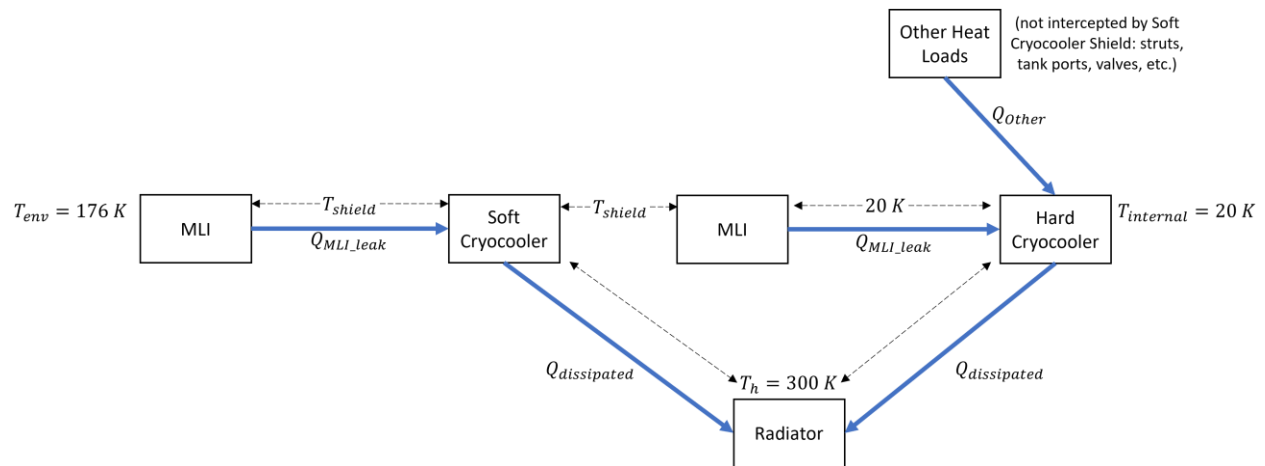 Other Heat
Loads
(not intercepted by Soft
Cryocooler Shield: struts,
tank ports, valves, etc.)
Q_Other
T_env = 176 K
MLI
T_shield
Q_MLI_leak
Soft
Cryocooler
T_shield
MLI
20 K
Q_MLI_leak
Hard
Cryocooler
T_internal = 20 K
Q_dissipated
T_h = 300 K
Q_dissipated
Radiator